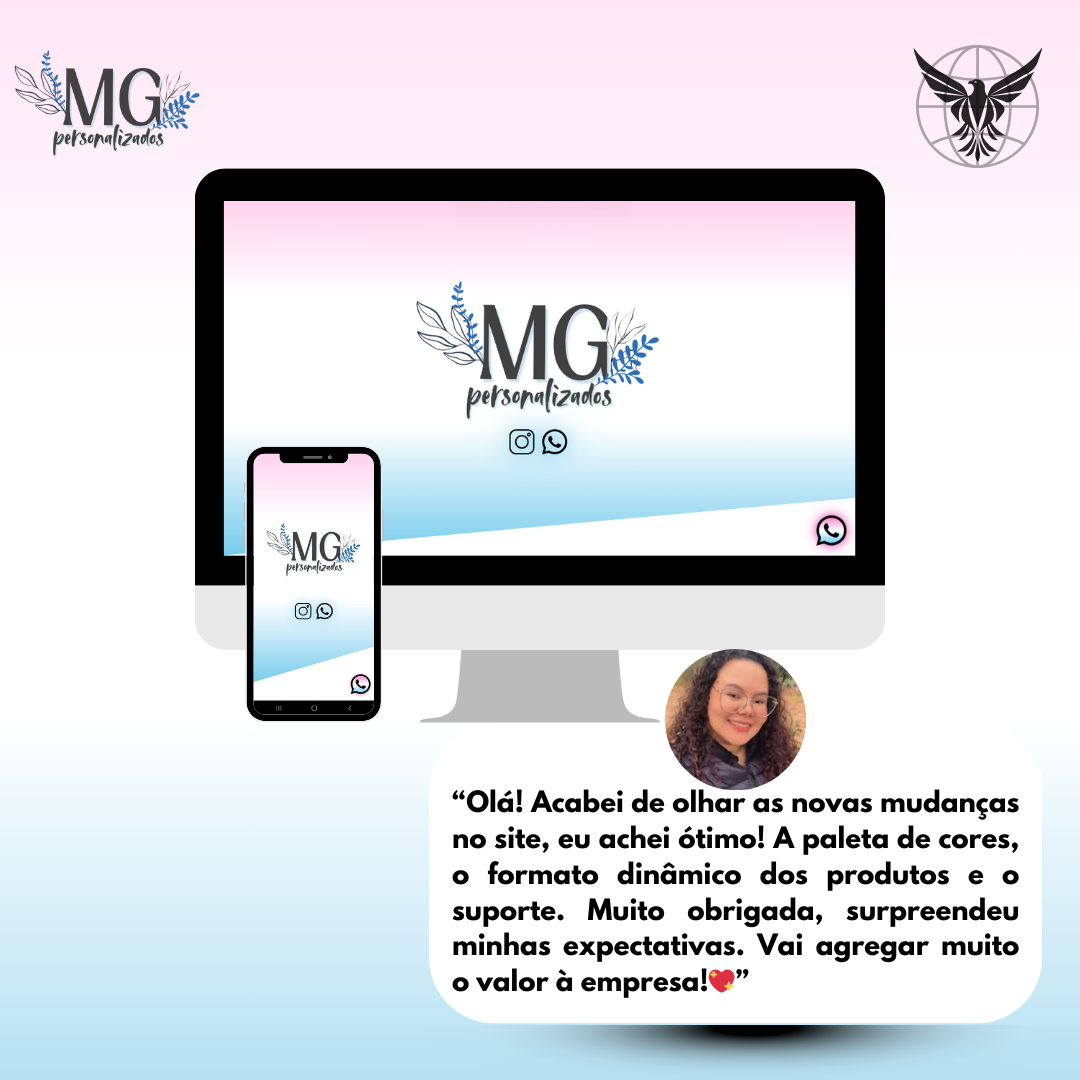 MG
personalizados
MG
personalizados
MG
personalizados
“Olá! Acabei de olhar as novas mudanças
no site, eu achei ótimo! A paleta de cores,
o formato dinâmico dos produtos e o
suporte. Muito obrigada, surpreendeu
minhas expectativas. Vai agregar muito
o valor à empresa!💖”